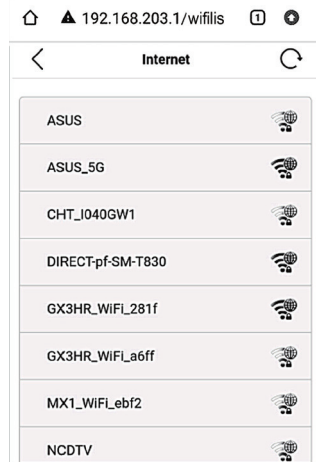 192.168.203.1/wifilis 1
Internet
ASUS
ASUS_5G
CHT_I040GW1
DIRECT-pf-SM-T830
GX3HR_WiFi_281f
GX3HR_WiFi_a6ff
MX1_WiFi_ebf2
NCDTV